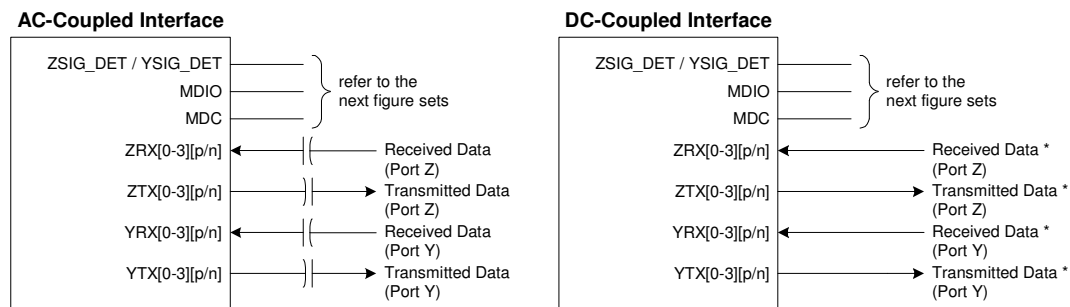 AC-Coupled Interface
ZSIG_DET / YSIG_DET
MDIO
MDC
refer to the
next figure sets
ZRX[0-3][p/n]
Received Data
(Port Z)
ZTX[0-3][p/n]
Transmitted Data
(Port Z)
YRX[0-3][p/n]
Received Data
(Port Y)
YTX[0-3][p/n]
Transmitted Data
(Port Y)
DC-Coupled Interface
ZSIG_DET / YSIG_DET
MDIO
MDC
refer to the
next figure sets
ZRX[0-3][p/n]
Received Data *
(Port Z)
ZTX[0-3][p/n]
Transmitted Data *
(Port Z)
YRX[0-3][p/n]
Received Data *
(Port Y)
YTX[0-3][p/n]
Transmitted Data *
(Port Y)